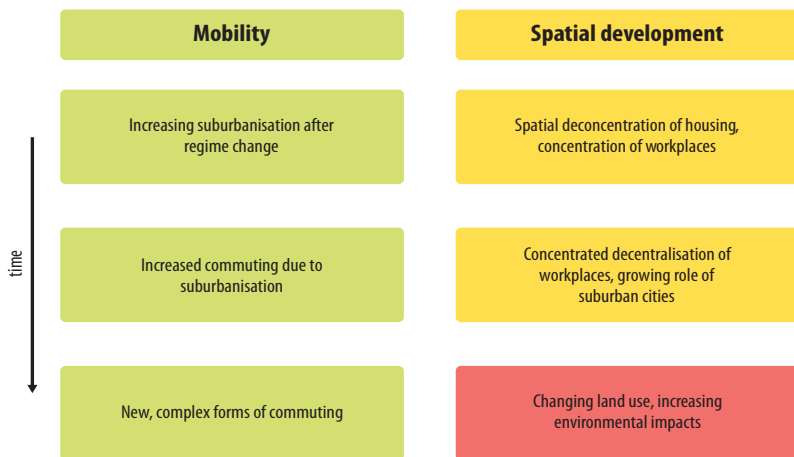 Mobility
Spatial development
Increasing suburbanisation after
regime change
Spatial deconcentration of housing,
concentration of workplaces
time
Increased commuting due to
suburbanisation
Concentrated decentralisation of
workplaces, growing role of
suburban cities
New, complex forms of commuting
Changing land use, increasing
environmental impacts